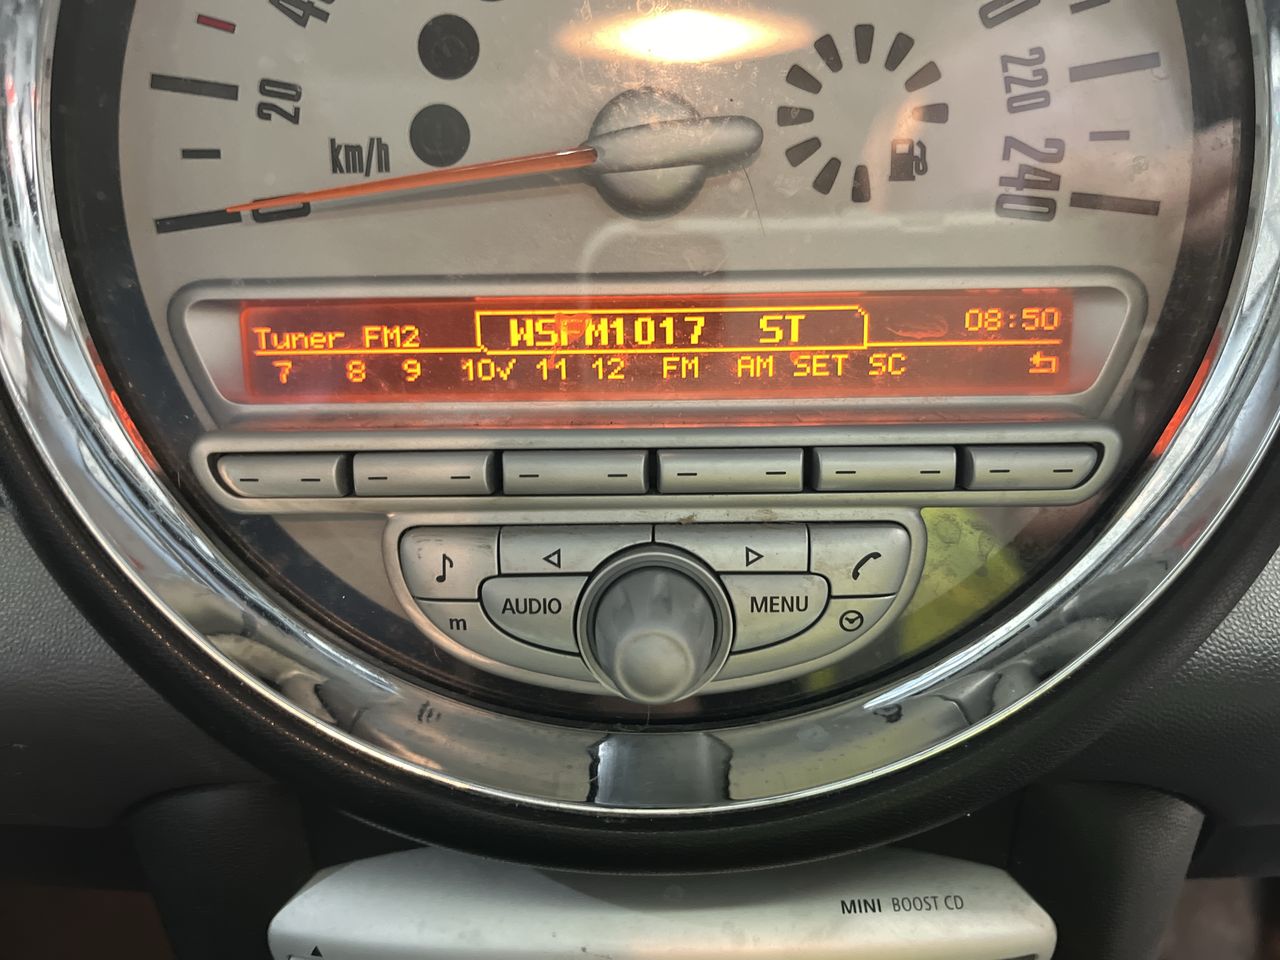 20
km/h
0
220
240
Tuner FM2 WSFM1017 ST 08:50
7 8 9 10√ 11 12 FM AM SET SC
AUDIO MENU
m
MINI BOOST CD